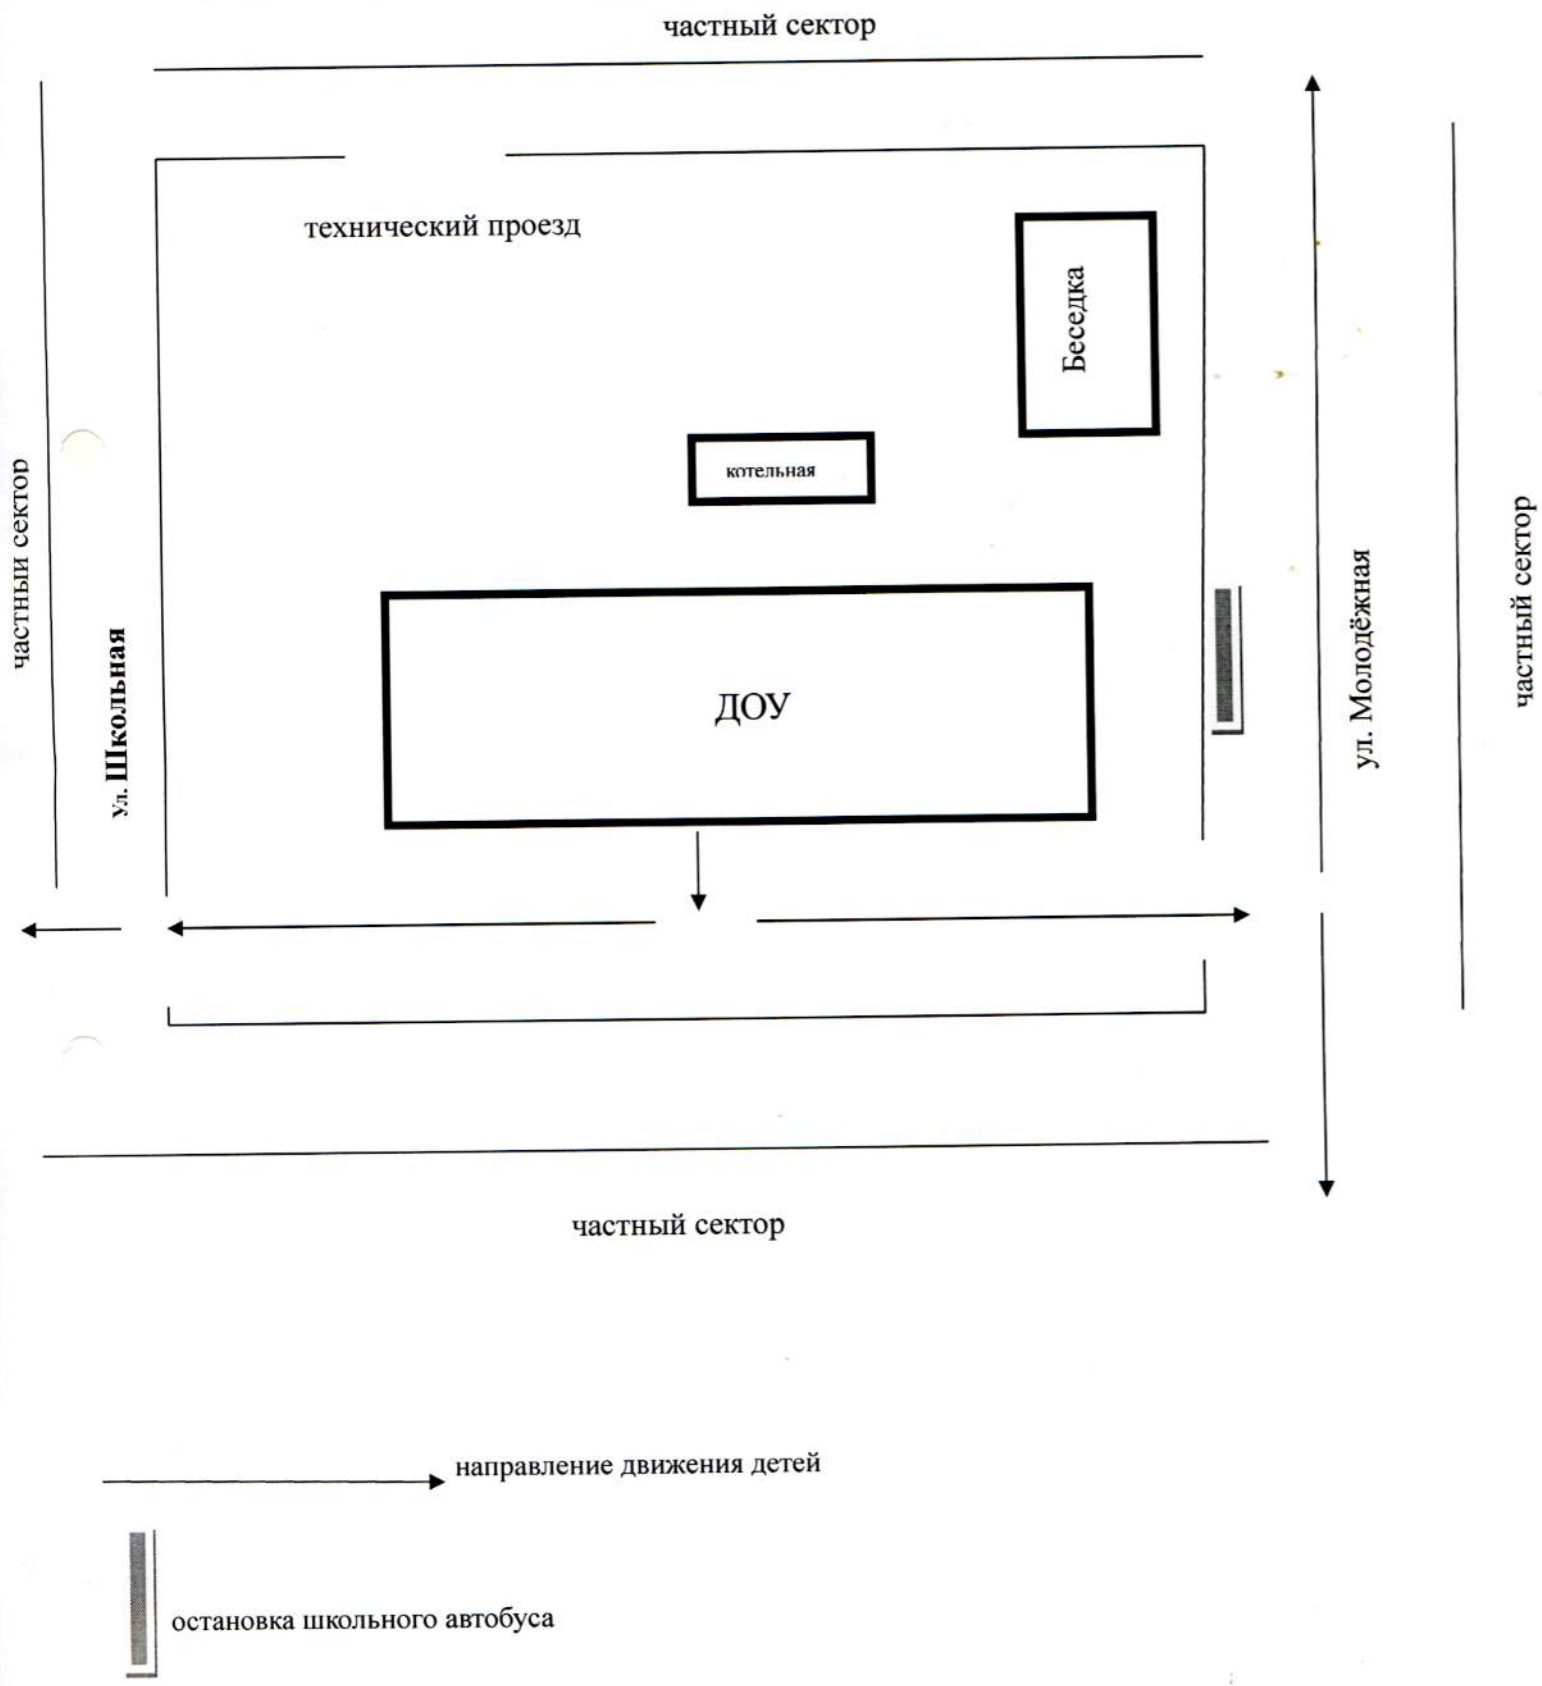 частный сектор
технический проезд
Беседка
котельная
частный сектор
ул. Школьная
ДОУ
ул. Молодёжная
частный сектор
частный сектор
направление движения детей
остановка школьного автобуса